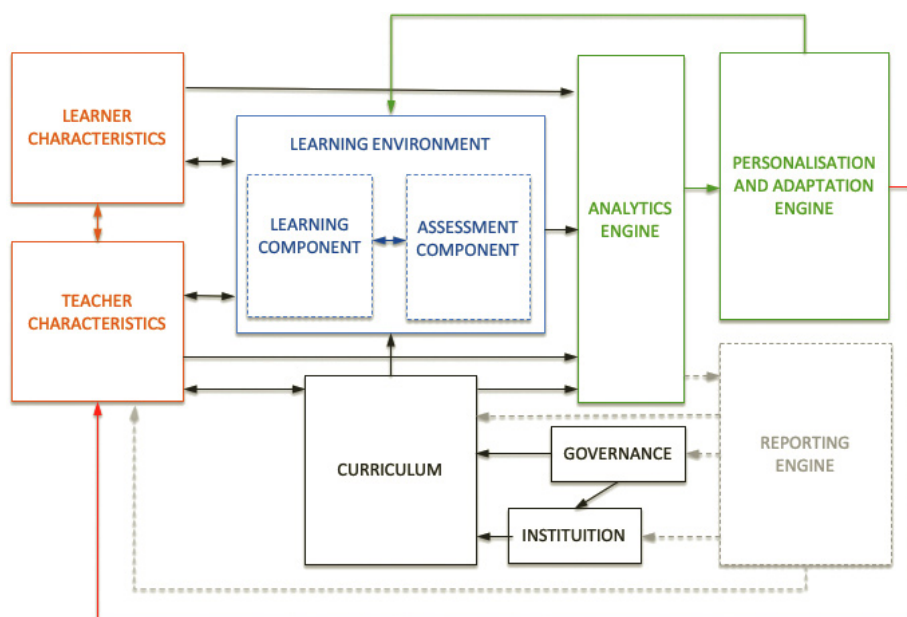 LEARNER
CHARACTERISTICS
LEARNING ENVIRONMENT
LEARNING
COMPONENT
ASSESSMENT
COMPONENT
ANALYTICS
ENGINE
PERSONALISATION
AND ADAPTATION
ENGINE
TEACHER
CHARACTERISTICS
CURRICULUM
GOVERNANCE
INSTITUITION
REPORTING
ENGINE